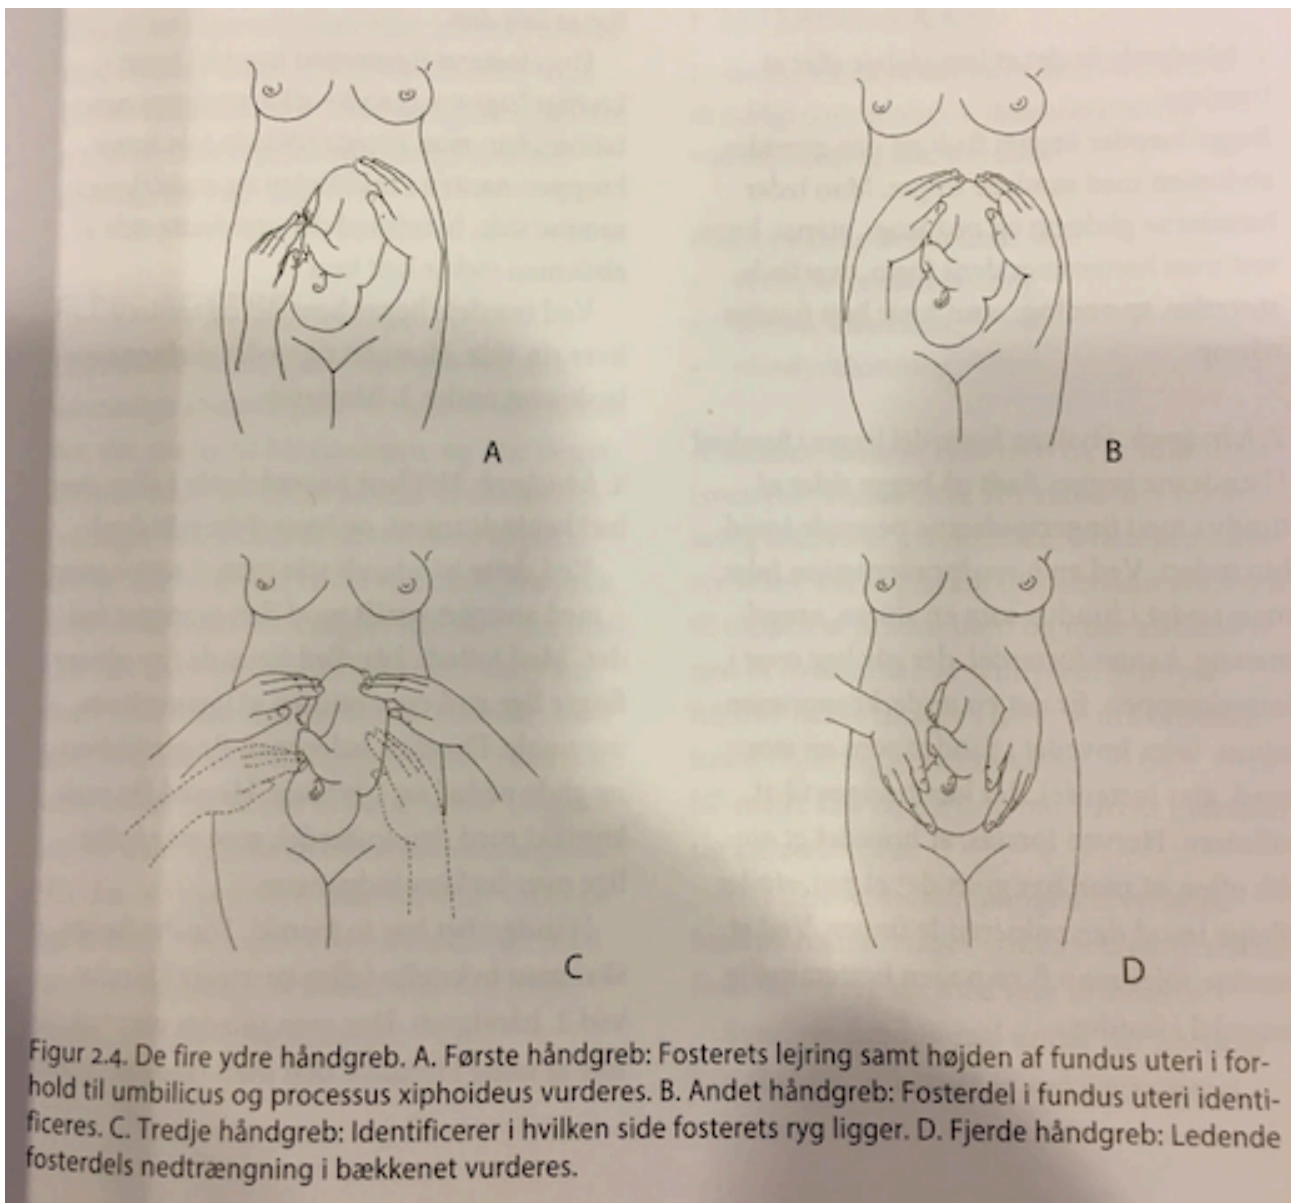 A
B
C
D
Figur 2.4. De fire ydre håndgreb. A. Første håndgreb: Fosterets lejring samt højden af fundus uteri i for-
hold til umbilicus og processus xiphoideus vurderes. B. Andet håndgreb: Fosterdel i fundus uteri identi-
ficeres. C. Tredje håndgreb: Identificerer i hvilken side fosterets ryg ligger. D. Fjerde håndgreb: Ledende
fosterdels nedtrængning i bækkenet vurderes.